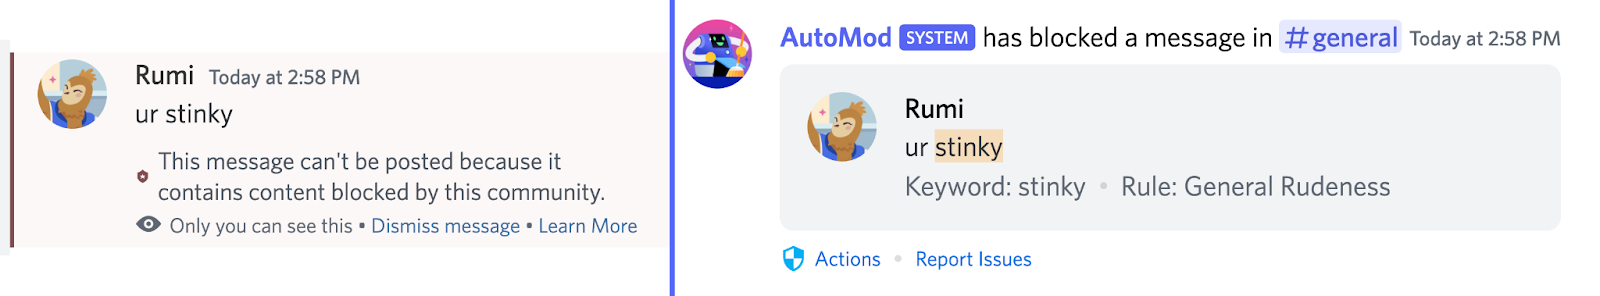 Rumi Today at 2:58 PM
ur stinky
This message can't be posted because it
contains content blocked by this community.
Only you can see this • Dismiss message • Learn More
AutoMod SYSTEM has blocked a message in #general Today at 2:58 PM
Rumi
ur stinky
Keyword: stinky • Rule: General Rudeness
Actions • Report Issues